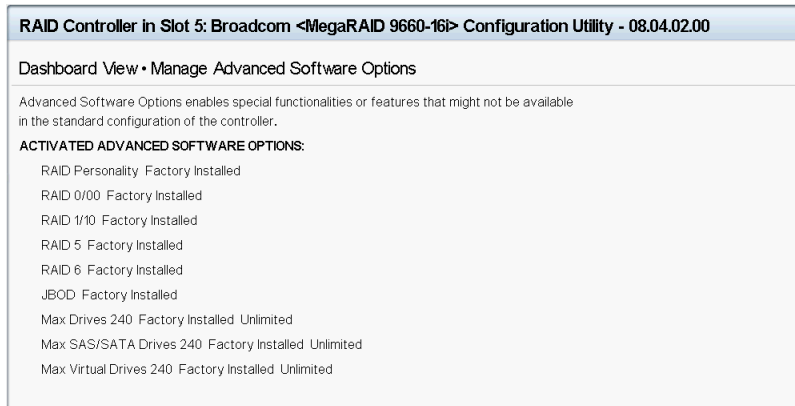 RAID Controller in Slot 5: Broadcom <MegaRAID 9660-16i> Configuration Utility - 08.04.02.00
Dashboard View • Manage Advanced Software Options
Advanced Software Options enables special functionalities or features that might not be available
in the standard configuration of the controller.
ACTIVATED ADVANCED SOFTWARE OPTIONS:
RAID Personality Factory Installed
RAID 0/00 Factory Installed
RAID 1/10 Factory Installed
RAID 5 Factory Installed
RAID 6 Factory Installed
JBOD Factory Installed
Max Drives 240 Factory Installed Unlimited
Max SAS/SATA Drives 240 Factory Installed Unlimited
Max Virtual Drives 240 Factory Installed Unlimited